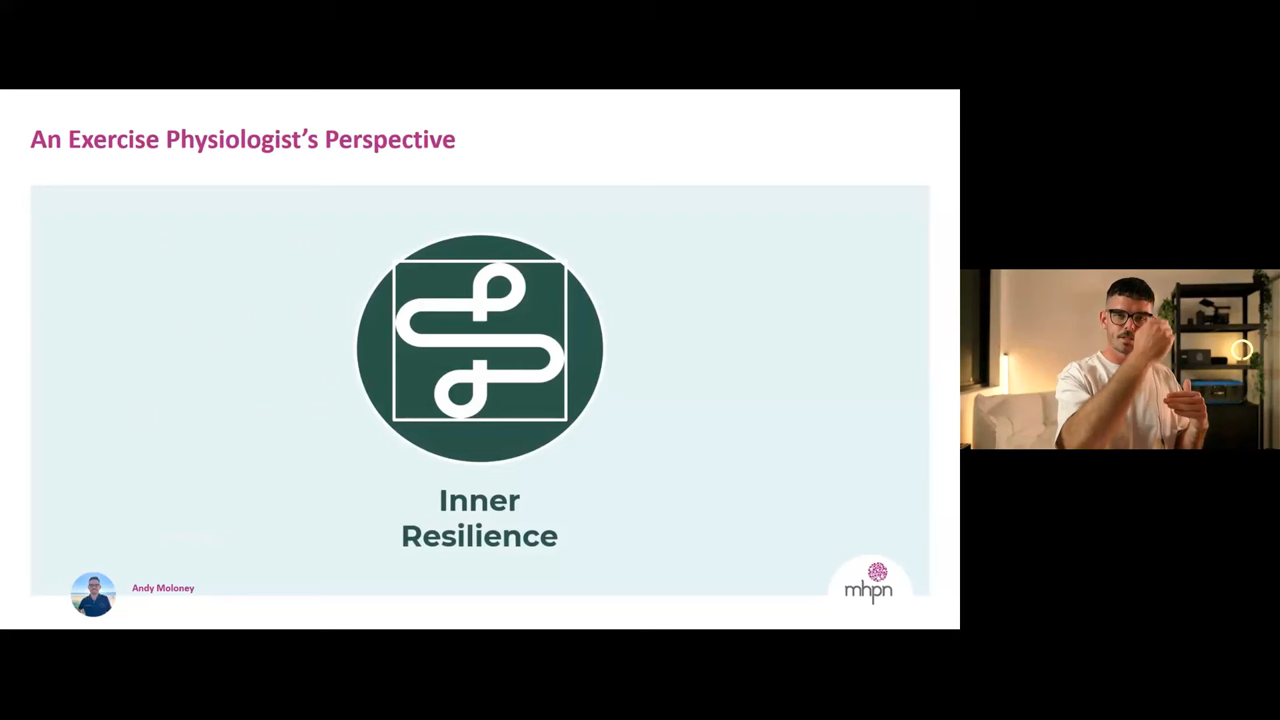 An Exercise Physiologist’s Perspective
Inner
Resilience
Andy Moloney
mhpn